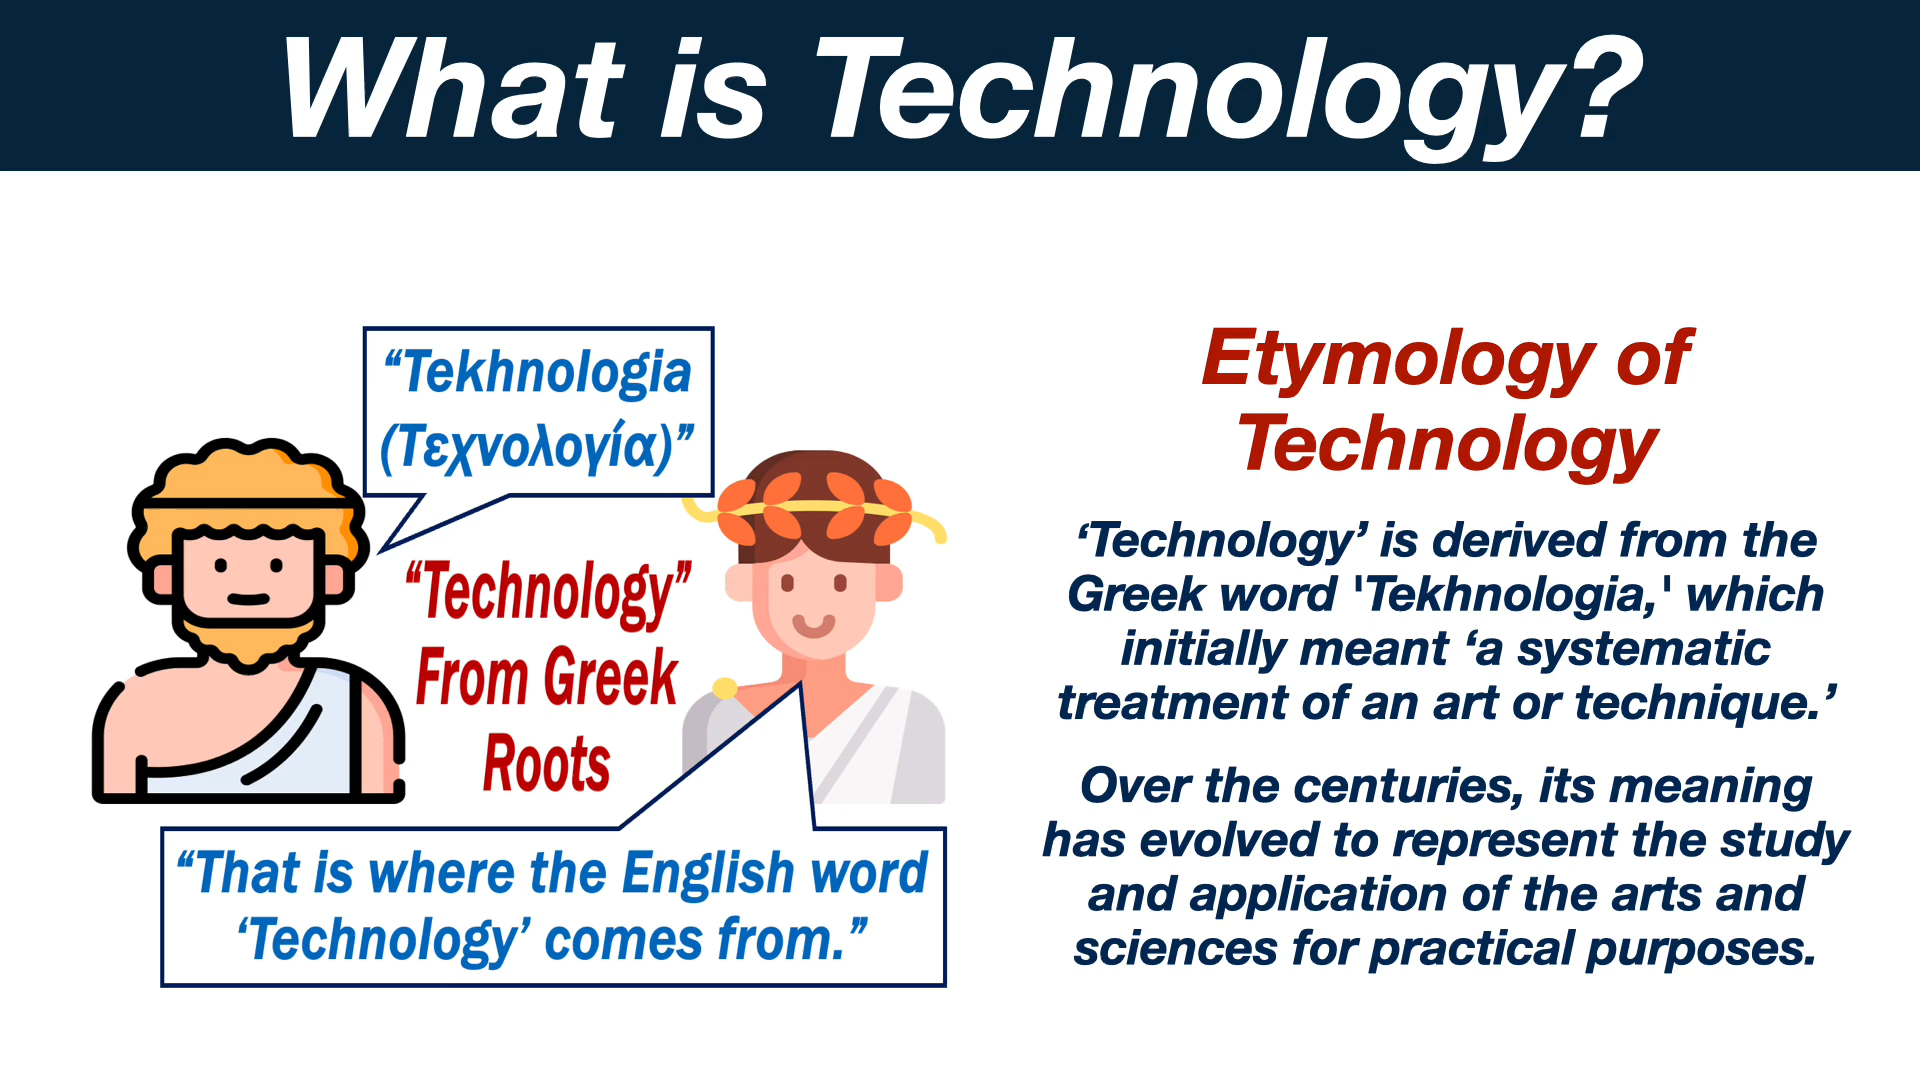 What is Technology?
“Tekhnologia
(Τεχνολογία)”
“Technology”
From Greek
Roots
“That is where the English word
‘Technology’ comes from.”
Etymology of
Technology
‘Technology’ is derived from the
Greek word 'Tekhnologia,' which
initially meant ‘a systematic
treatment of an art or technique.’
Over the centuries, its meaning
has evolved to represent the study
and application of the arts and
sciences for practical purposes.